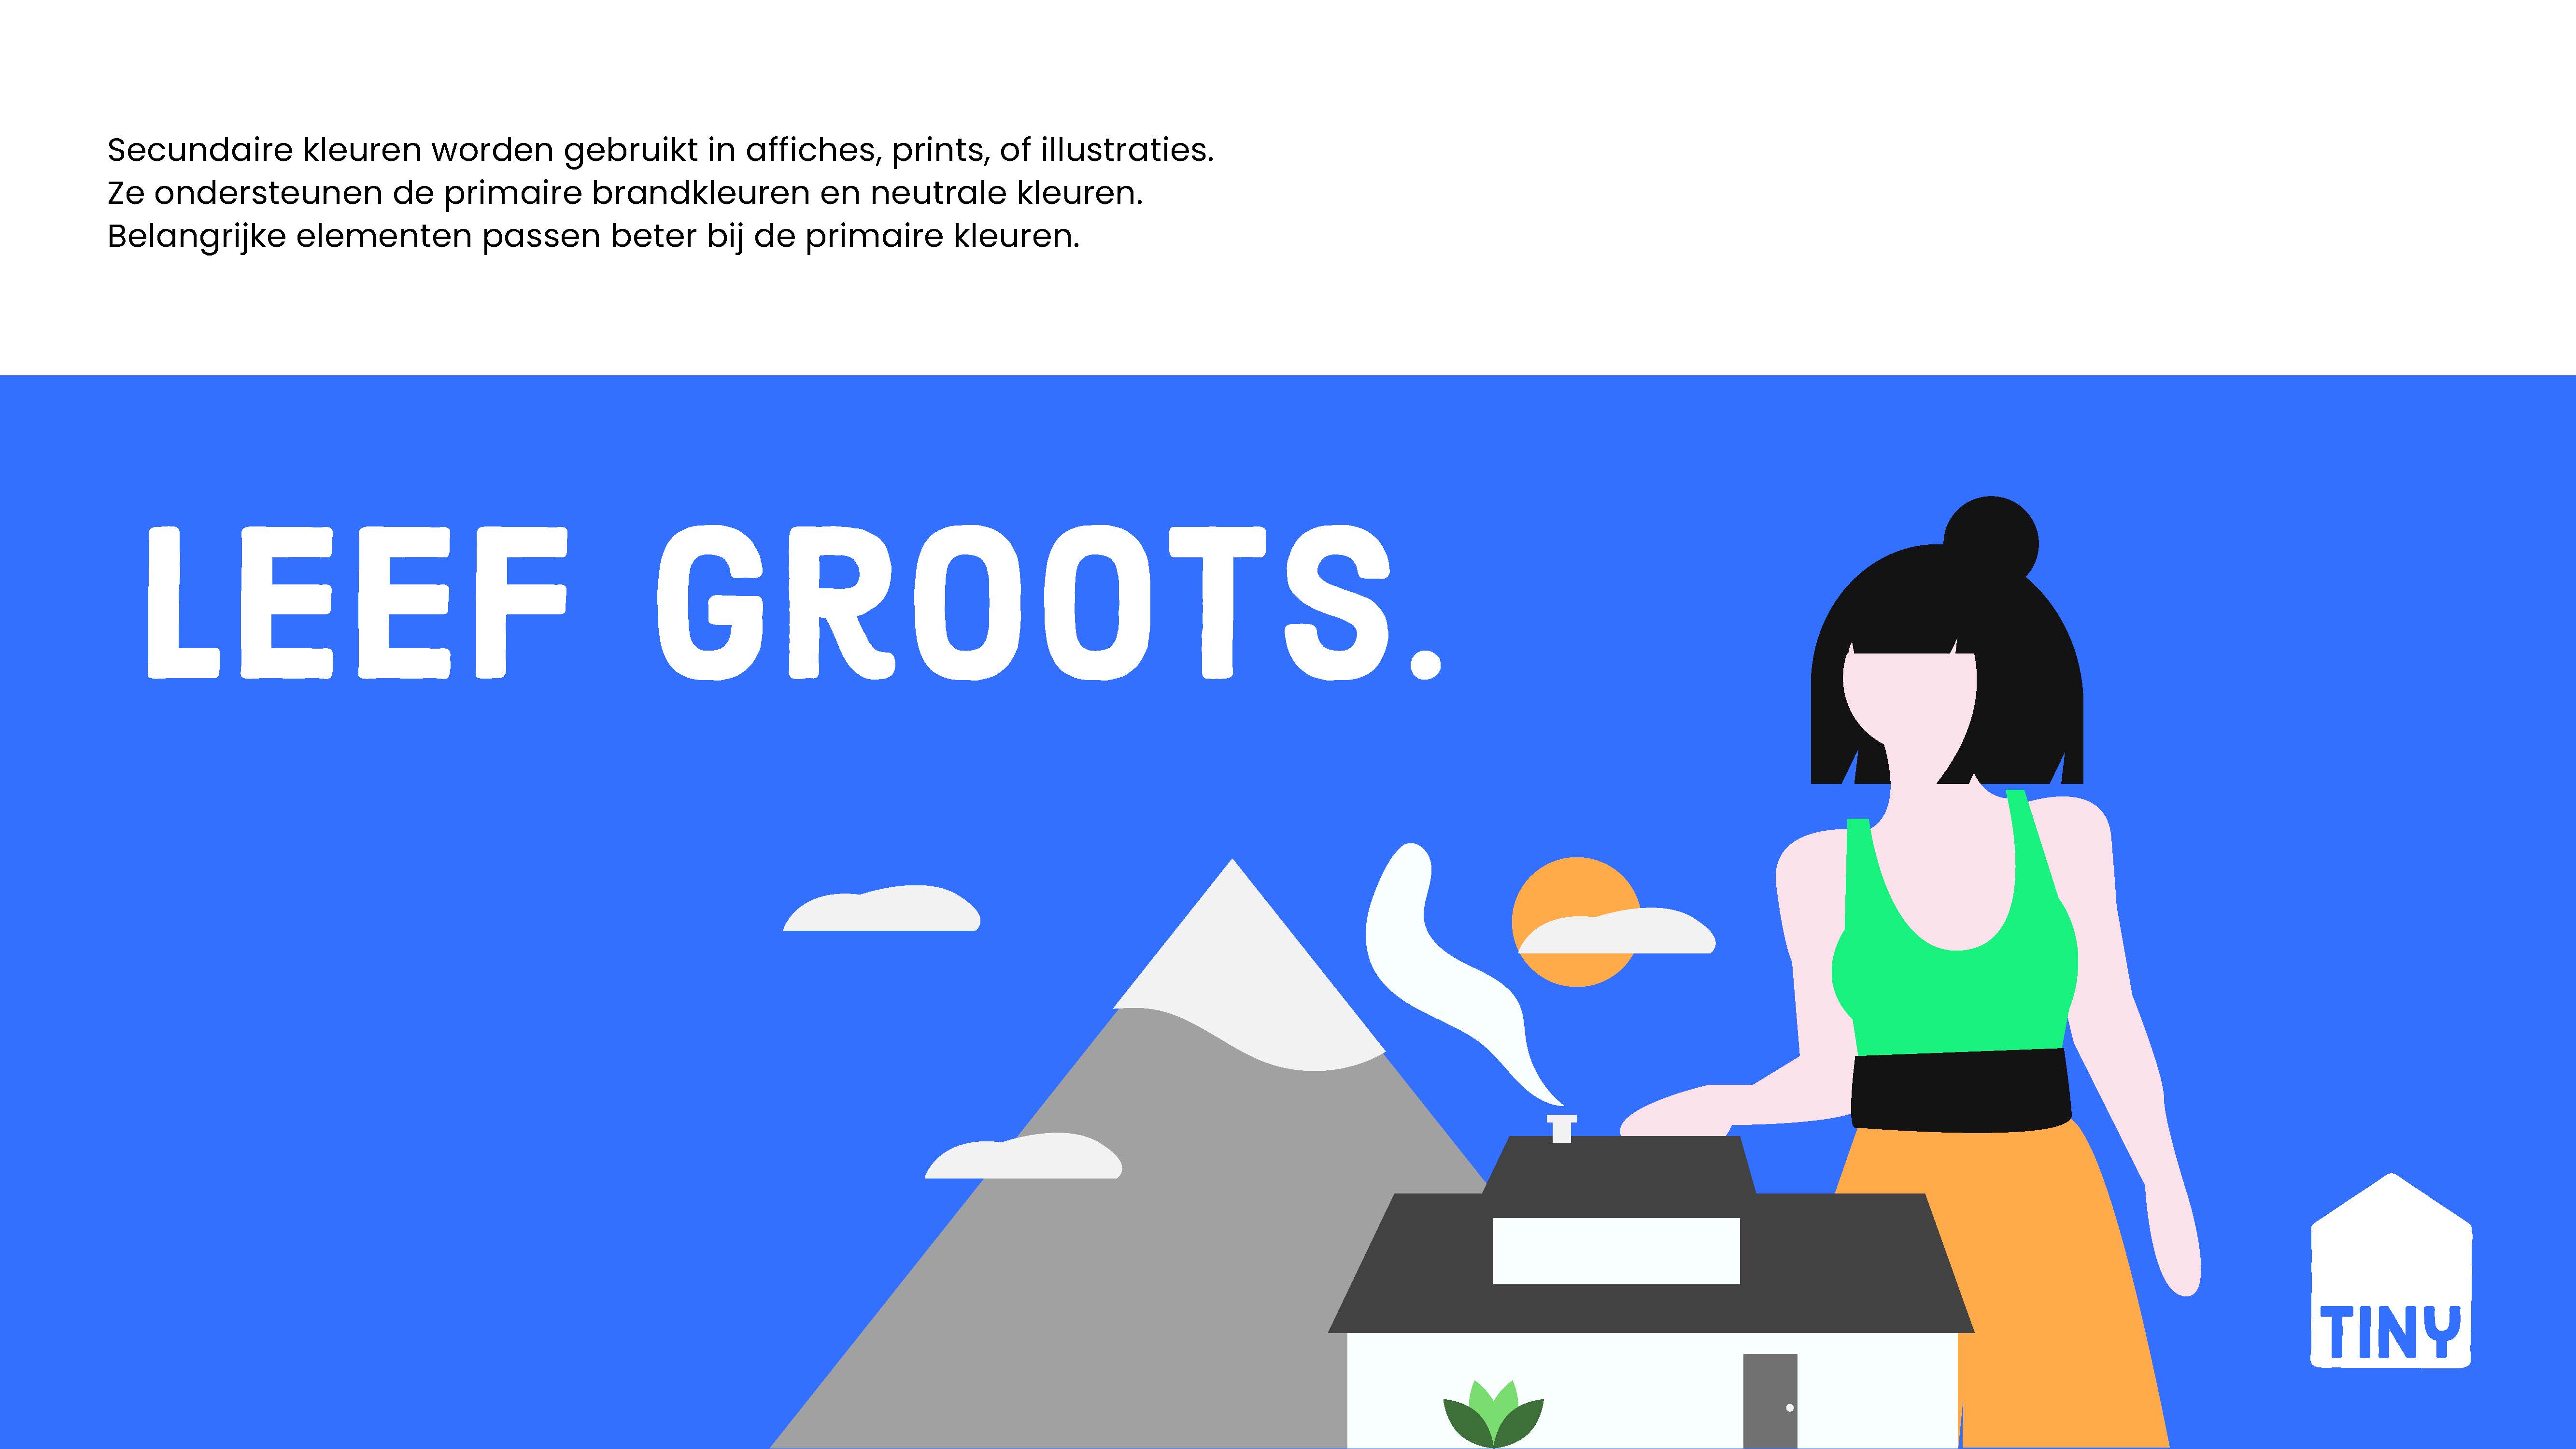 Secundaire kleuren worden gebruikt in affiches, prints, of illustraties.
Ze ondersteunen de primaire brandkleuren en neutrale kleuren.
Belangrijke elementen passen beter bij de primaire kleuren.
LEEF GROOTS.
TINY